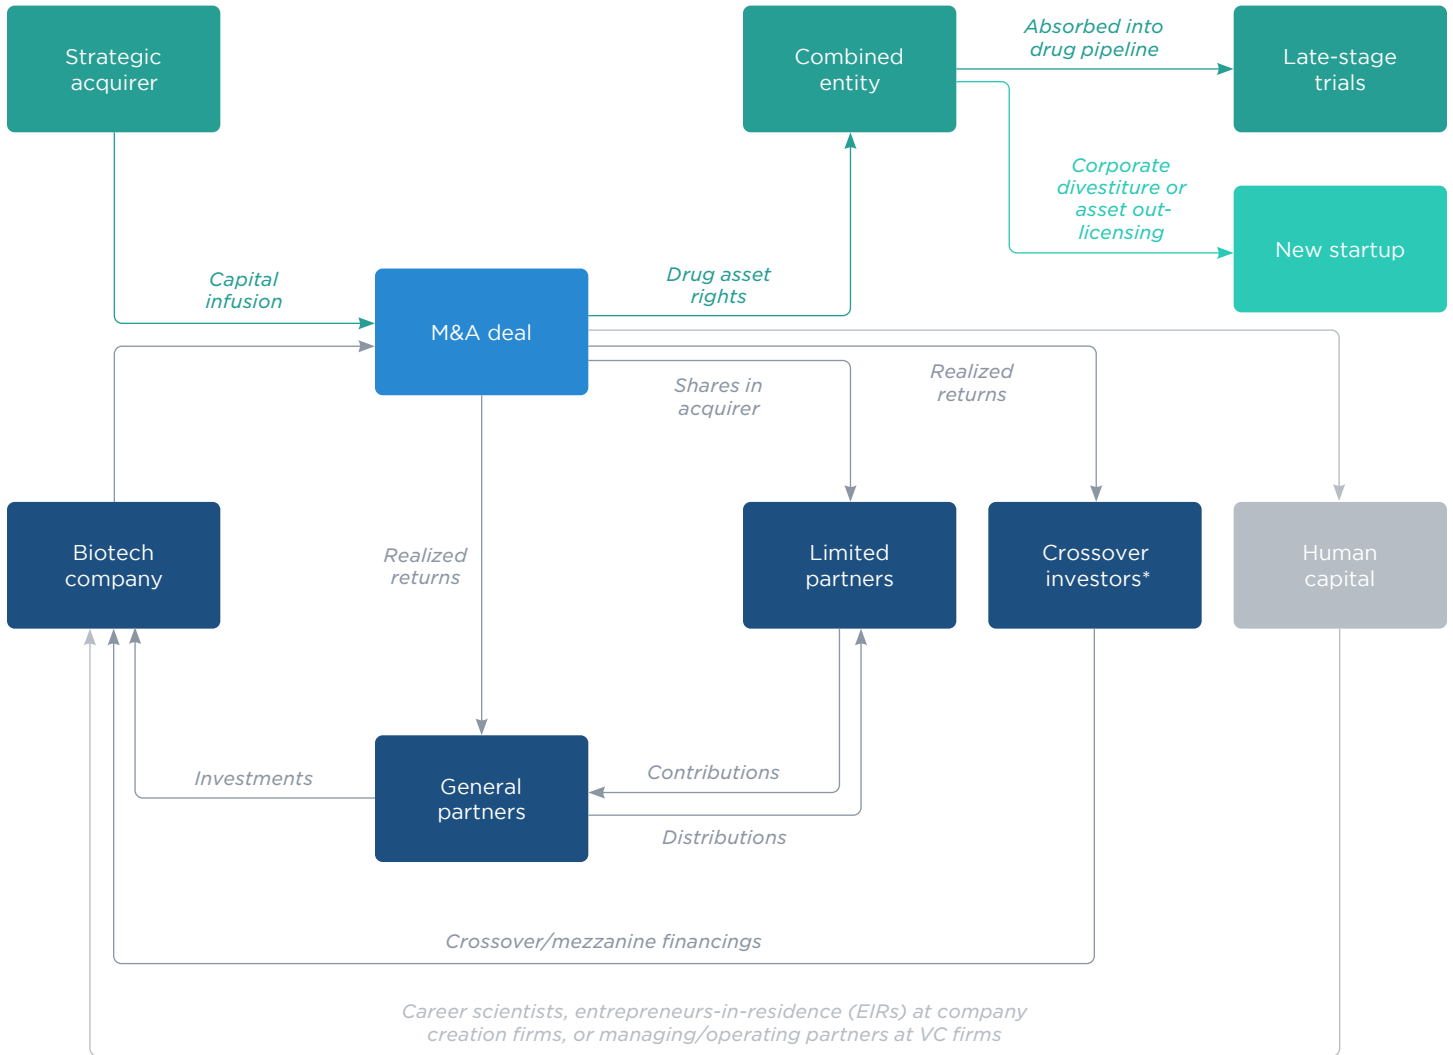 Strategic
acquirer
Combined
entity
Absorbed into
drug pipeline
Late-stage
trials
Corporate
divestiture or
asset out-
licensing
New startup
Capital
infusion
M&A deal
Drug asset
rights
Shares in
acquirer
Realized
returns
Biotech
company
Realized
returns
Limited
partners
Crossover
investors*
Human
capital
Investments
General
partners
Contributions
Distributions
Crossover/mezzanine financings
Career scientists, entrepreneurs-in-residence (EIRs) at company
creation firms, or managing/operating partners at VC firms